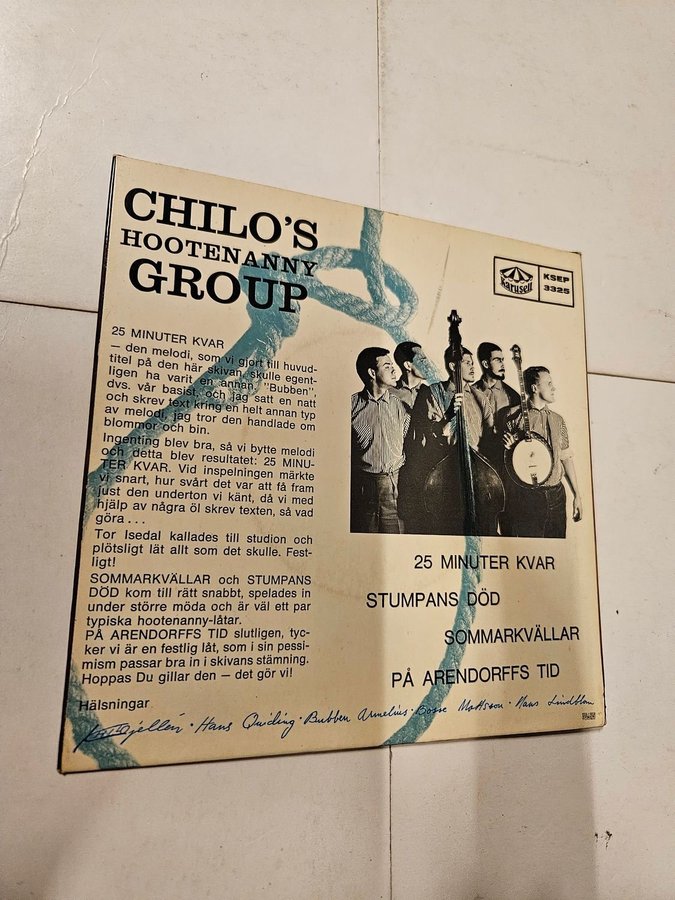 CHILO'S
HOOTENANNY
GROUP
Karusell
KSEP
3325
25 MINUTER KVAR
— den melodi, som vi gjort till huvud-
titel på den här skivan, skulle egent-
ligen ha varit en annan. "Bubben",
dvs. vår basist, och jag satt en natt
och skrev text kring en helt annan typ
av melodi, jag tror den handlade om
blommor och bin.
Ingenting blev bra, så vi bytte melodi
och detta blev resultatet: 25 MINU-
TER KVAR. Vid inspelningen märkte
vi snart, hur svårt det var att få fram
just den underton vi känt, då vi med
hjälp av några öl skrev texten, så vad
göra . . .
Tor Isedal kallades till studion och
plötsligt lät allt som det skulle. Fest-
ligt!
SOMMARKVÄLLAR och STUMPANS
DÖD kom till rätt snabbt, spelades in
under större möda och är väl ett par
typiska hootenanny-låtar.
PÅ ARENDORFFS TID slutligen, tyc-
ker vi är en festlig låt, som i sin pessi-
mism passar bra in i skivans stämning.
Hoppas Du gillar den — det gör vi!
Hälsningar
25 MINUTER KVAR
STUMPANS DÖD
SOMMARKVÄLLAR
PÅ ARENDORFFS TID
Hans Quiding · Bubben Armelius · Bosse Mattsson · Hans Lindblom